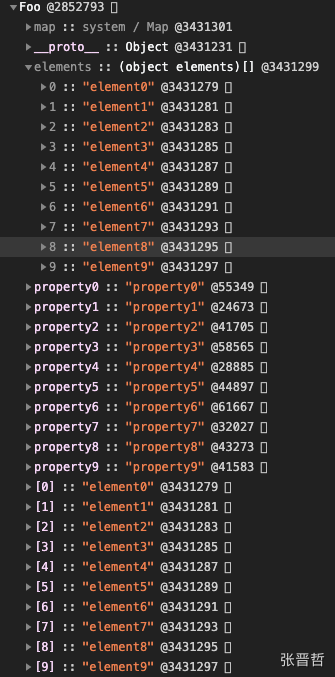 Foo @2852793
map :: system / Map @3431301
__proto__ :: Object @3431231
elements :: (object elements)[] @3431299
0 :: "element0" @3431279
1 :: "element1" @3431281
2 :: "element2" @3431283
3 :: "element3" @3431285
4 :: "element4" @3431287
5 :: "element5" @3431289
6 :: "element6" @3431291
7 :: "element7" @3431293
8 :: "element8" @3431295
9 :: "element9" @3431297
property0 :: "property0" @55349
property1 :: "property1" @24673
property2 :: "property2" @41705
property3 :: "property3" @58565
property4 :: "property4" @28885
property5 :: "property5" @44897
property6 :: "property6" @61667
property7 :: "property7" @32027
property8 :: "property8" @43273
property9 :: "property9" @41583
[0] :: "element0" @3431279
[1] :: "element1" @3431281
[2] :: "element2" @3431283
[3] :: "element3" @3431285
[4] :: "element4" @3431287
[5] :: "element5" @3431289
[6] :: "element6" @3431291
[7] :: "element7" @3431293
[8] :: "element8" @3431295
[9] :: "element9" @3431297
张晋哲